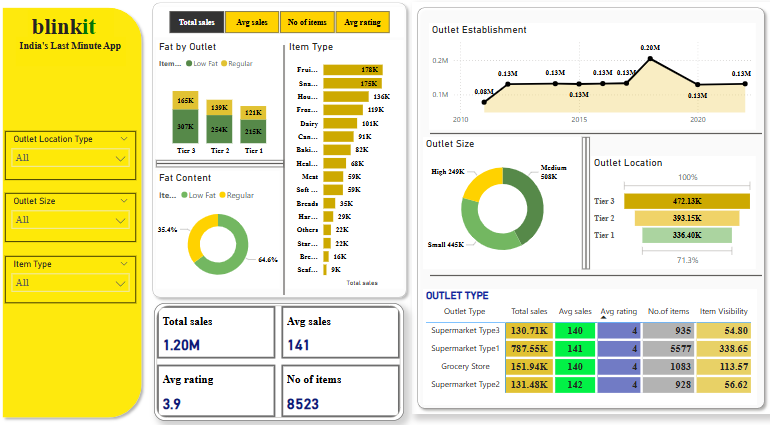 blinkit
India's Last Minute App
Outlet Location Type
All
Outlet Size
All
Item Type
All
Total sales
Avg sales
No of items
Avg rating
Fat by Outlet
Item... Low Fat Regular
165K
139K
121K
307K
254K
215K
Tier 3 Tier 2 Tier 1
Fat Content
Ite... Low Fat Regular
35.4%
64.6%
Item Type
Frui... 178K
Sna... 175K
Hou... 136K
Froz... 119K
Dairy 101K
Can... 91K
Baki... 82K
Heal... 68K
Meat 59K
Soft ... 59K
Breads 35K
Har... 29K
Others 22K
Star... 22K
Bre... 16K
Seaf... 9K
Total sales
Total sales
1.20M
Avg sales
141
Avg rating
3.9
No of items
8523
Outlet Establishment
0.2M
0.1M
0.08M
0.13M
0.13M
0.13M
0.13M
0.13M
0.20M
0.13M
0.13M
2010 2015 2020
Outlet Size
High 249K
Medium
508K
Small 445K
Outlet Location
100%
Tier 3 472.13K
Tier 2 393.15K
Tier 1 336.40K
71.3%
OUTLET TYPE
Outlet Type Total sales Avg sales Avg rating No.of items Item Visibility
Supermarket Type3 130.71K 140 4 935 54.80
Supermarket Type1 787.55K 141 4 5577 338.65
Grocery Store 151.94K 140 4 1083 113.57
Supermarket Type2 131.48K 142 4 928 56.62